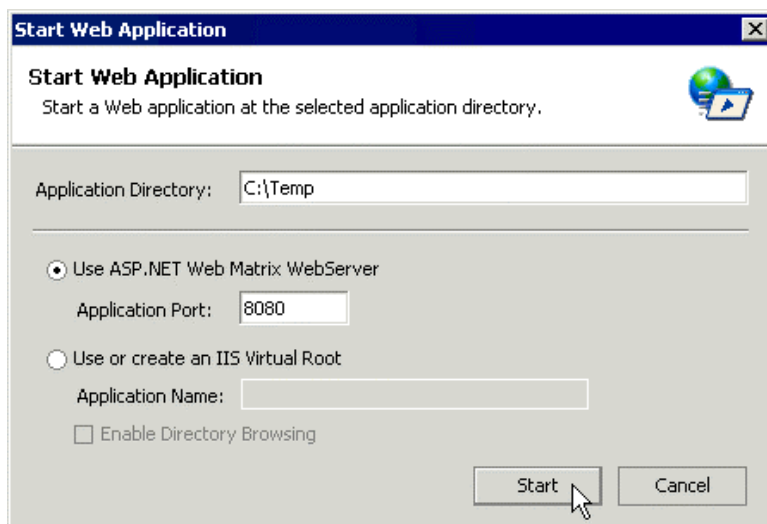 Start Web Application
Start Web Application
Start a Web application at the selected application directory.
Application Directory: C:\Temp
Use ASP.NET Web Matrix WebServer
Application Port: 8080
Use or create an IIS Virtual Root
Application Name:
Enable Directory Browsing
Start Cancel